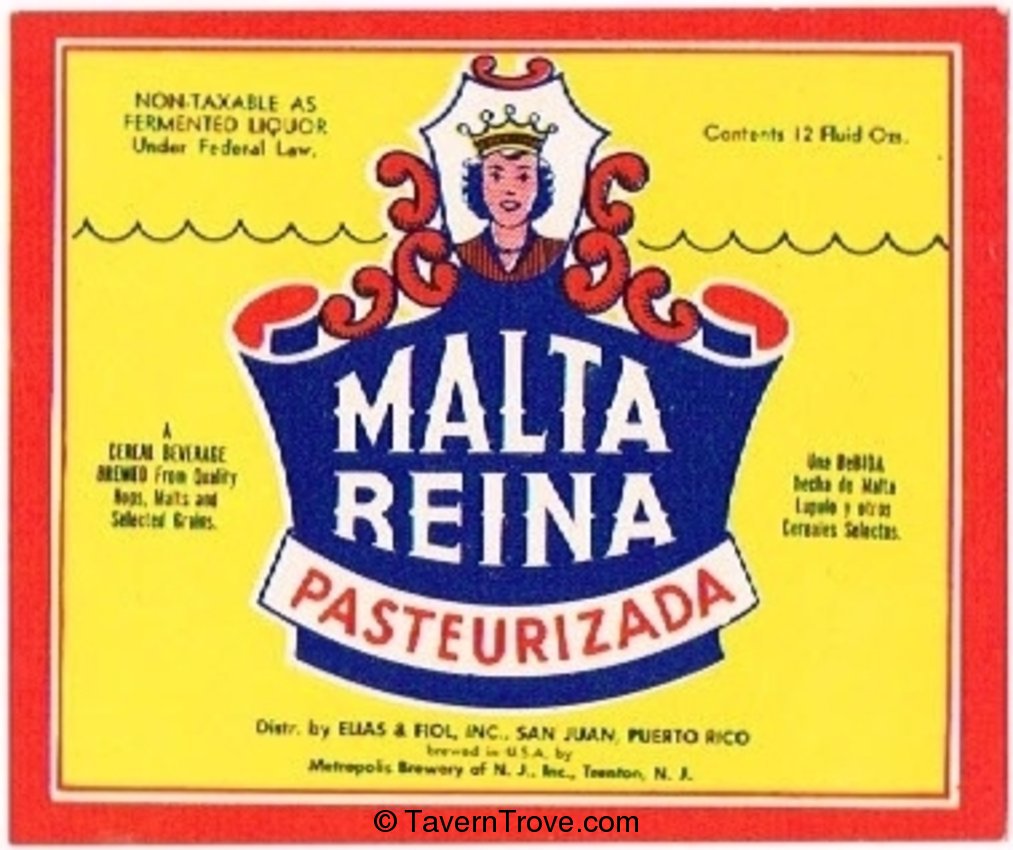 NON-TAXABLE AS
FERMENTED LIQUOR
Under Federal Law.
Contents 12 Fluid Ozs.
MALTA
REINA
PASTEURIZADA
A
CEREAL BEVERAGE
BREWED From Quality
Hops, Malts and
Selected Grains.
Una BeBIDA
hecha de Malta
Lupulo y otros
Cereales Selectos.
Distr. by ELIAS & FIOL, INC., SAN JUAN, PUERTO RICO
brewed in U.S.A. by
Metropolis Brewery of N. J., Inc., Trenton, N. J.
© TavernTrove.com